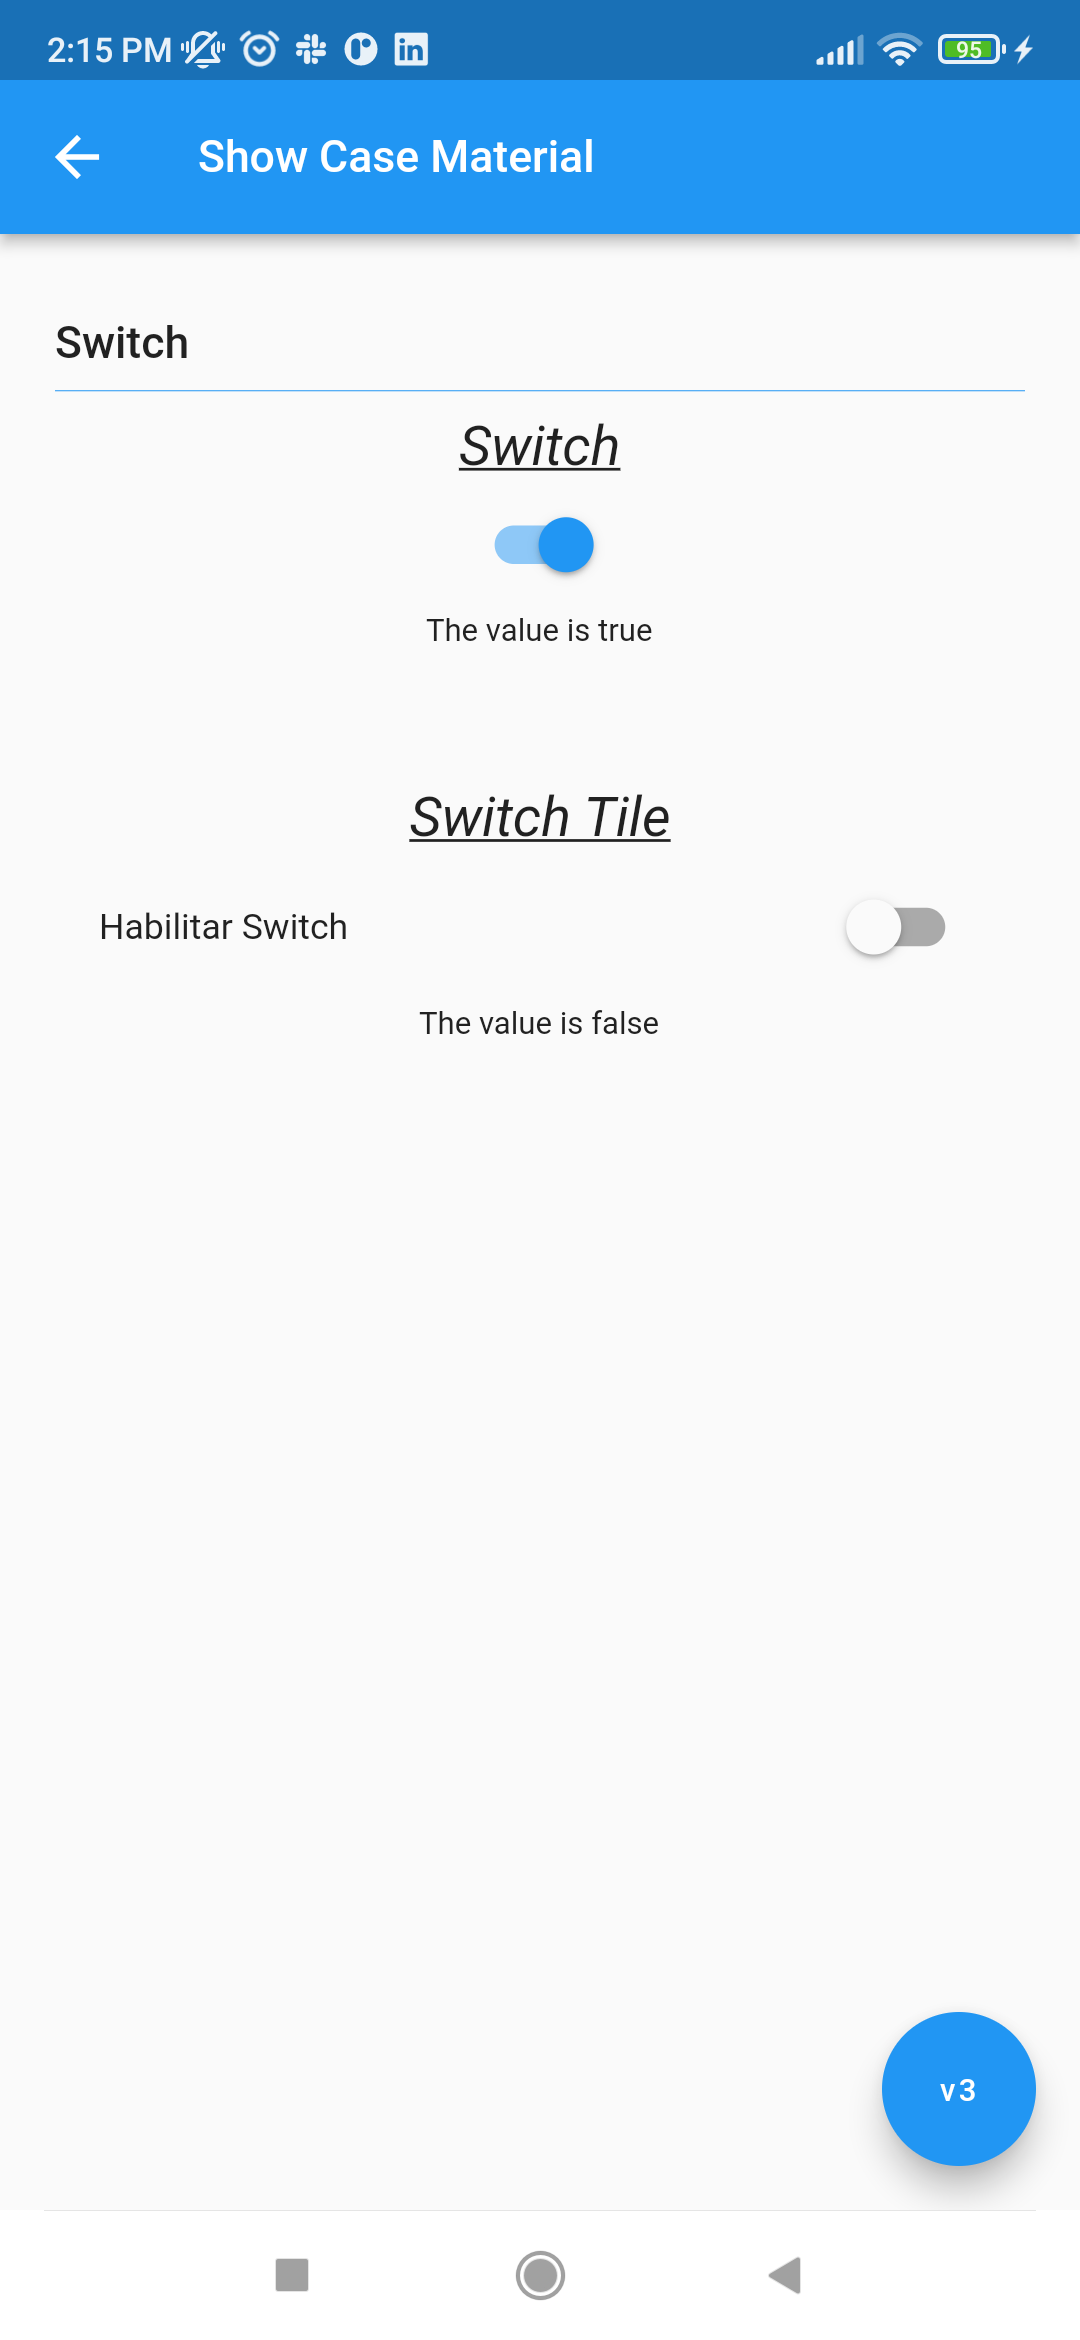 2:15 PM
95
Show Case Material
Switch
Switch
The value is true
Switch Tile
Habilitar Switch
The value is false
v3